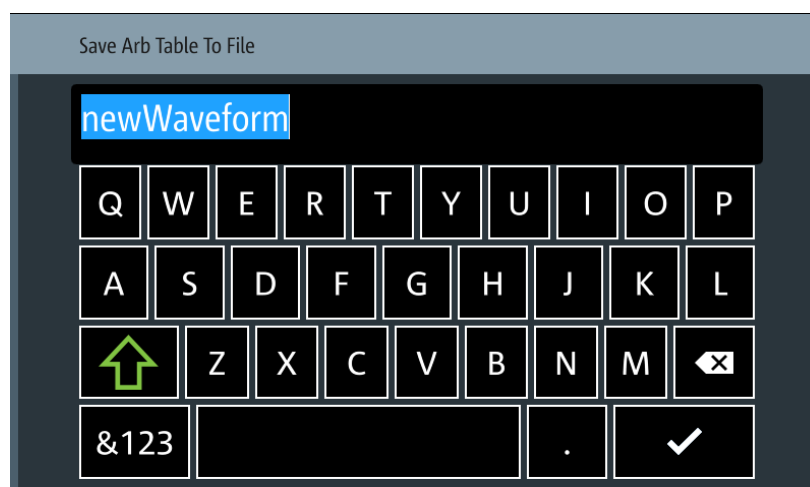 Save Arb Table To File
newWaveform
Q W E R T Y U I O P
A S D F G H J K L
Z X C V B N M
&123 .